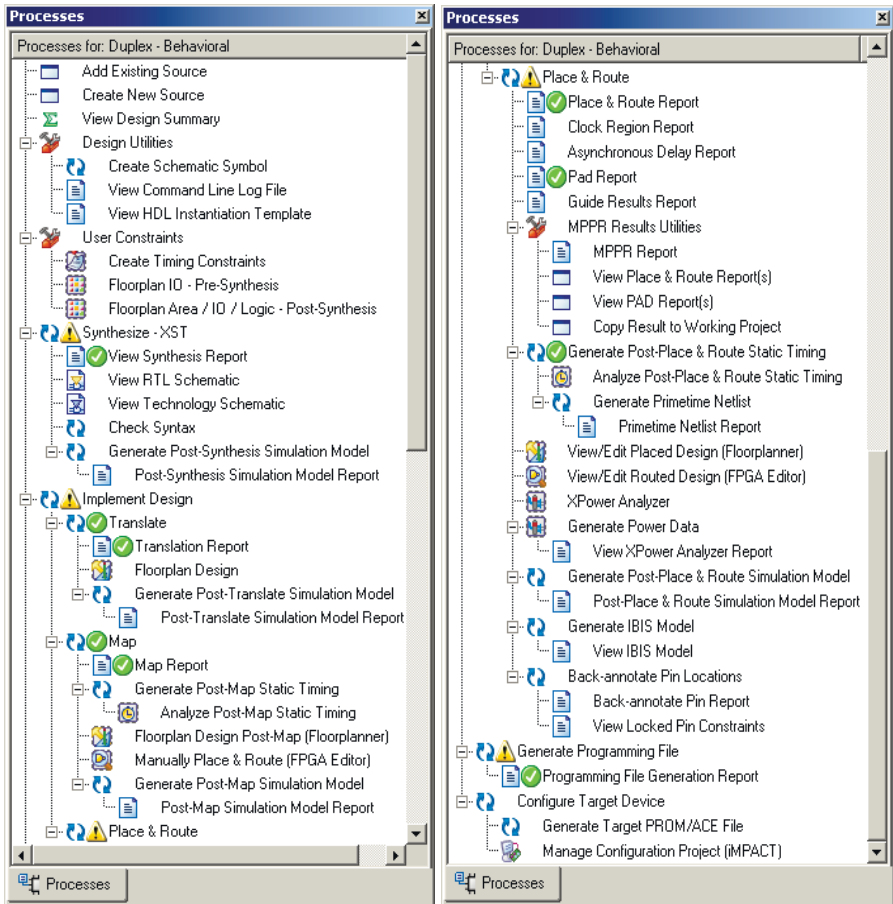 Processes
Processes for: Duplex - Behavioral
Add Existing Source
Create New Source
View Design Summary
Design Utilities
Create Schematic Symbol
View Command Line Log File
View HDL Instantiation Template
User Constraints
Create Timing Constraints
Floorplan IO - Pre-Synthesis
Floorplan Area / IO / Logic - Post-Synthesis
Synthesize - XST
View Synthesis Report
View RTL Schematic
View Technology Schematic
Check Syntax
Generate Post-Synthesis Simulation Model
Post-Synthesis Simulation Model Report
Implement Design
Translate
Translation Report
Floorplan Design
Generate Post-Translate Simulation Model
Post-Translate Simulation Model Report
Map
Map Report
Generate Post-Map Static Timing
Analyze Post-Map Static Timing
Floorplan Design Post-Map (Floorplanner)
Manually Place & Route (FPGA Editor)
Generate Post-Map Simulation Model
Post-Map Simulation Model Report
Place & Route
Processes
Processes
Processes for: Duplex - Behavioral
Place & Route
Place & Route Report
Clock Region Report
Asynchronous Delay Report
Pad Report
Guide Results Report
MPPR Results Utilities
MPPR Report
View Place & Route Report(s)
View PAD Report(s)
Copy Result to Working Project
Generate Post-Place & Route Static Timing
Analyze Post-Place & Route Static Timing
Generate Primetime Netlist
Primetime Netlist Report
View/Edit Placed Design (Floorplanner)
View/Edit Routed Design (FPGA Editor)
XPower Analyzer
Generate Power Data
View XPower Analyzer Report
Generate Post-Place & Route Simulation Model
Post-Place & Route Simulation Model Report
Generate IBIS Model
View IBIS Model
Back-annotate Pin Locations
Back-annotate Pin Report
View Locked Pin Constraints
Generate Programming File
Programming File Generation Report
Configure Target Device
Generate Target PROM/ACE File
Manage Configuration Project (iMPACT)
Processes